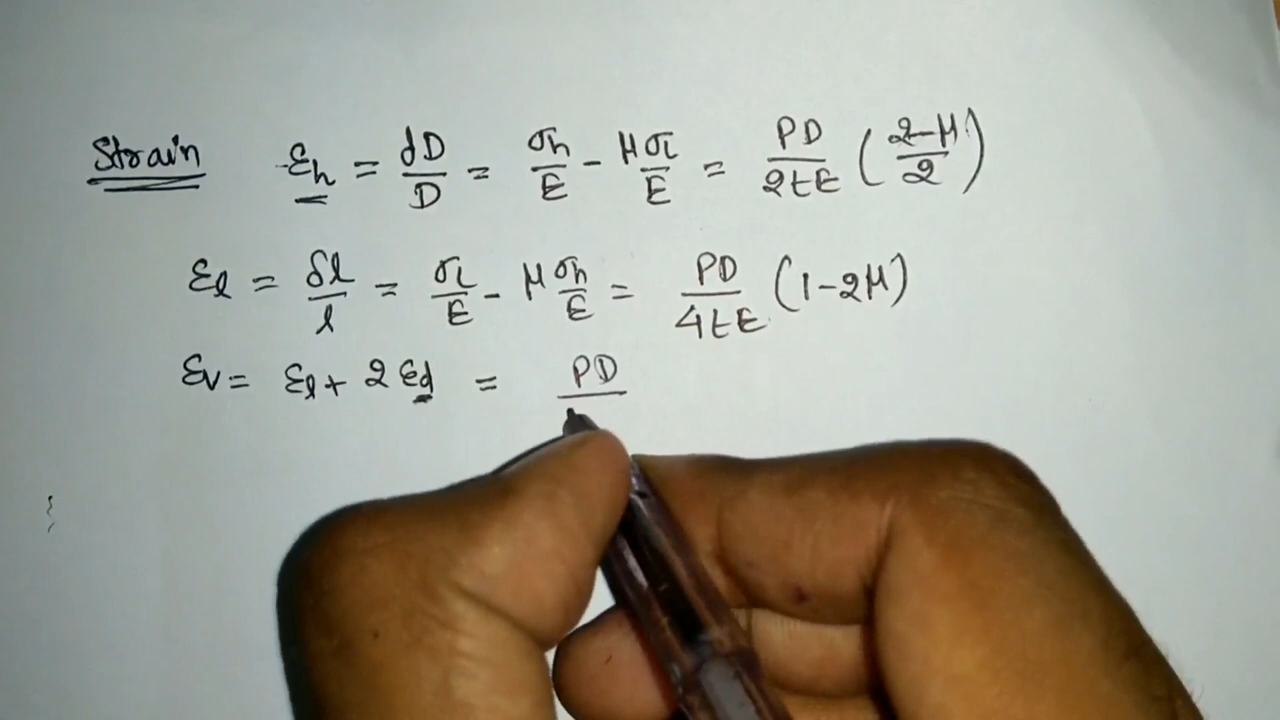 Strain εh = dD/D = σh/E - μσl/E = PD/2tE (2-μ/2)
εl = δl/l = σl/E - μσh/E = PD/4tE (1-2μ)
εv = εl + 2εd = PD